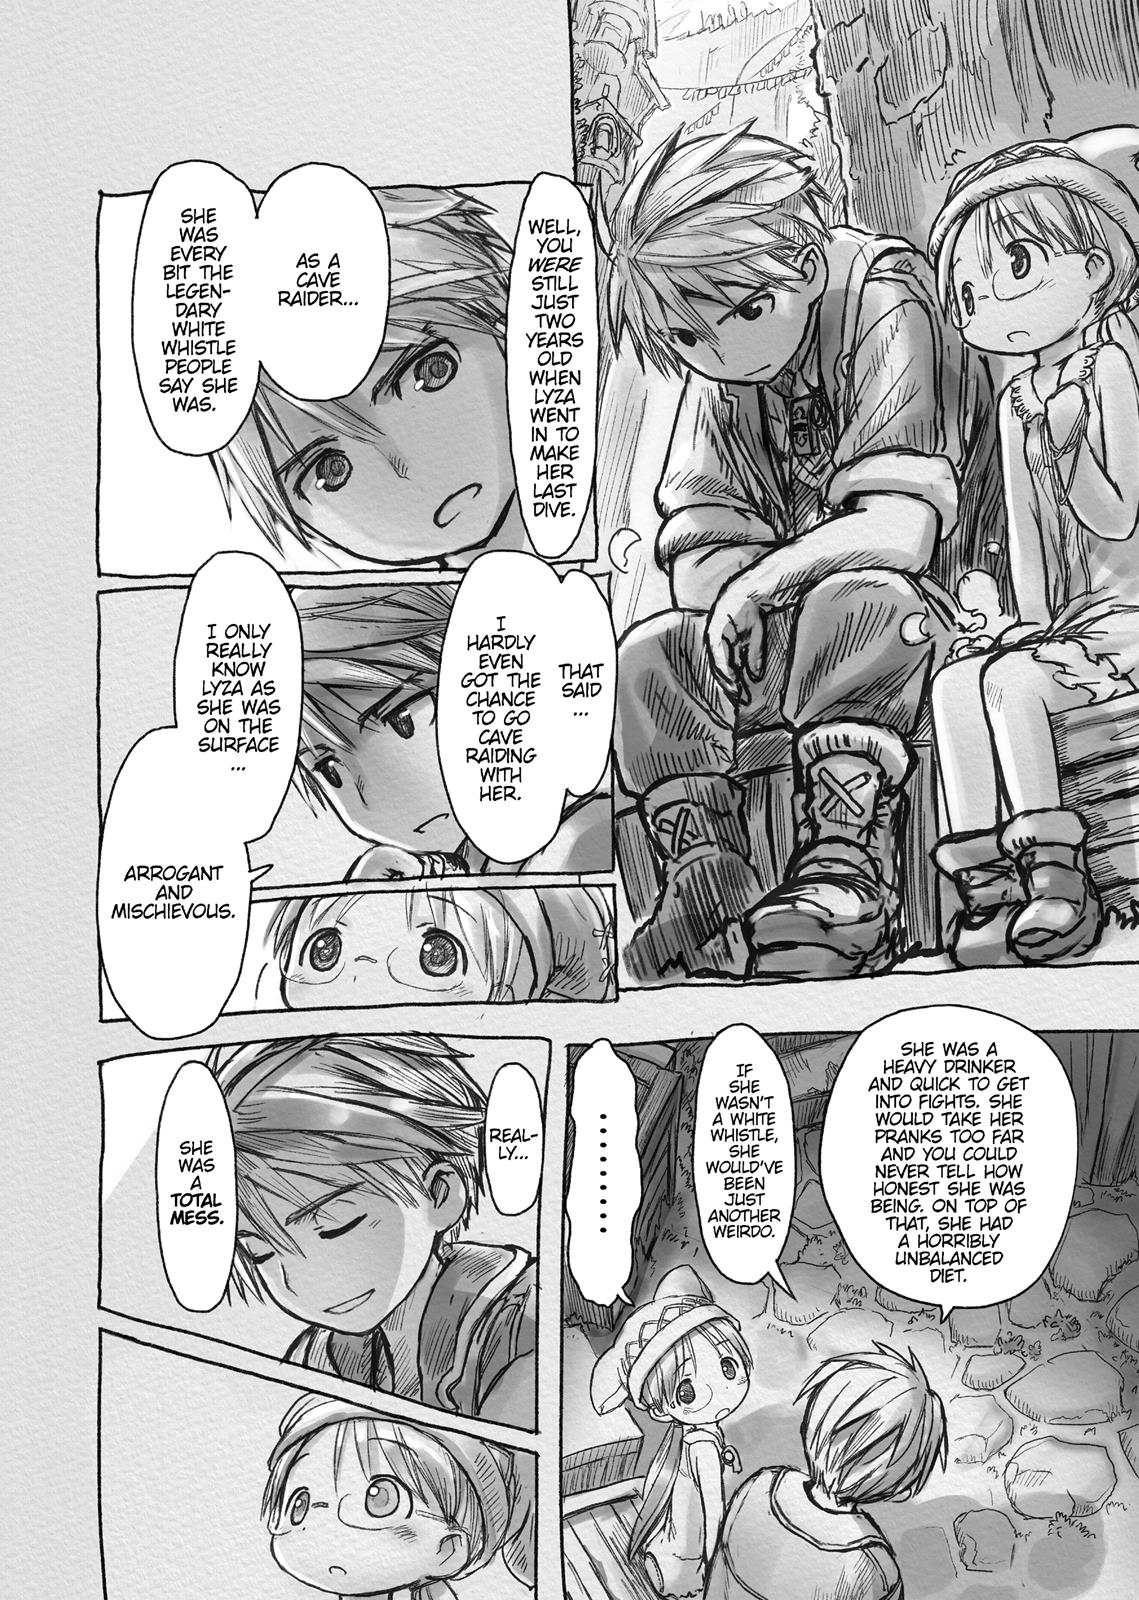 WELL,
YOU
WERE
STILL
JUST
TWO
YEARS
OLD
WHEN
LYZA
WENT
IN TO
MAKE
HER
LAST
DIVE.
AS A
CAVE
RAIDER...
SHE
WAS
EVERY
BIT THE
LEGEN-
DARY
WHITE
WHISTLE
PEOPLE
SAY SHE
WAS.
THAT
SAID
...
I
HARDLY
EVEN
GOT THE
CHANCE
TO GO
CAVE
RAIDING
WITH
HER.
I ONLY
REALLY
KNOW
LYZA AS
SHE WAS
ON THE
SURFACE
...
ARROGANT
AND
MISCHIEVOUS.
SHE WAS A
HEAVY DRINKER
AND QUICK TO GET
INTO FIGHTS. SHE
WOULD TAKE HER
PRANKS TOO FAR
AND YOU COULD
NEVER TELL HOW
HONEST SHE WAS
BEING. ON TOP OF
THAT, SHE HAD
A HORRIBLY
UNBALANCED
DIET.
IF
SHE
WASN'T
A WHITE
WHISTLE,
SHE
WOULD'VE
BEEN
JUST
ANOTHER
WEIRDO.
........
REAL-
LY...
SHE
WAS
A
TOTAL
MESS.